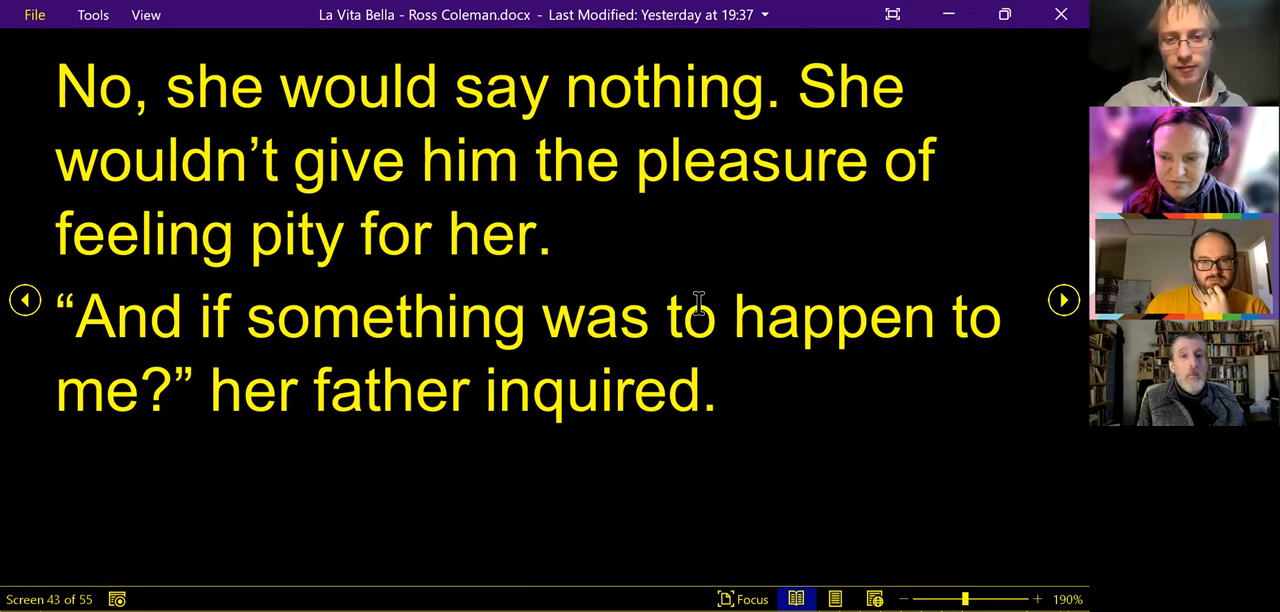 File Tools View La Vita Bella - Ross Coleman.docx - Last Modified: Yesterday at 19:37
No, she would say nothing. She
wouldn’t give him the pleasure of
feeling pity for her.
“And if something was to happen to
me?” her father inquired.
Screen 43 of 55 Focus 190%